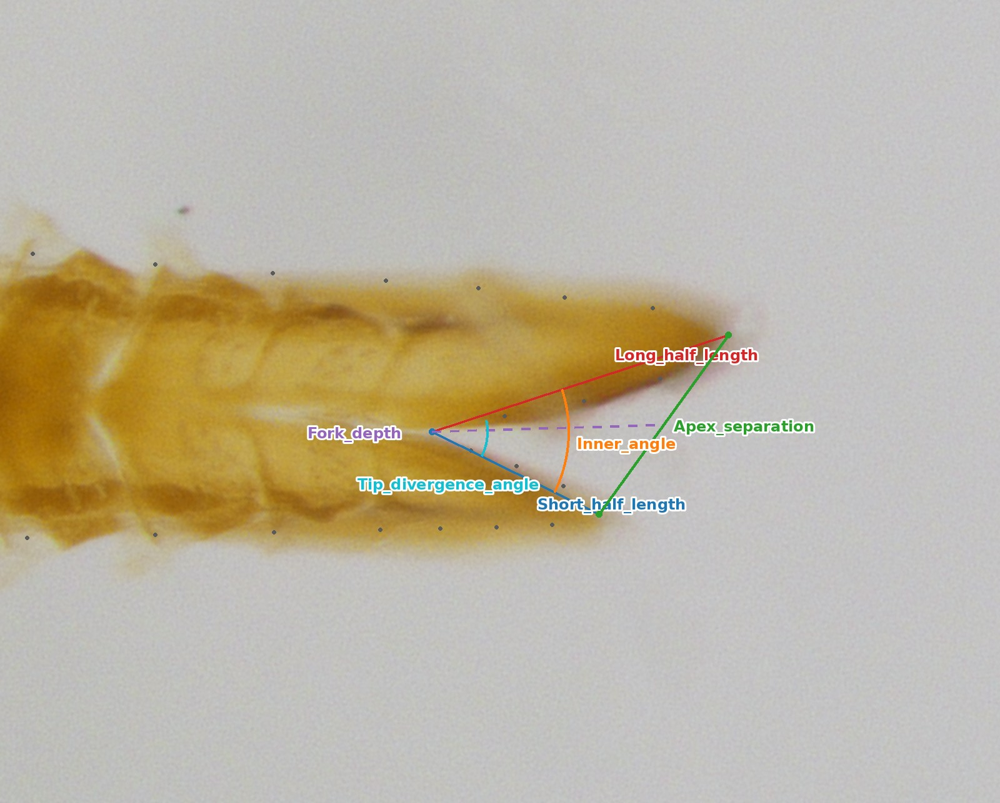 Long_half_length
Fork_depth
Apex_separation
Inner_angle
Tip_divergence_angle
Short_half_length